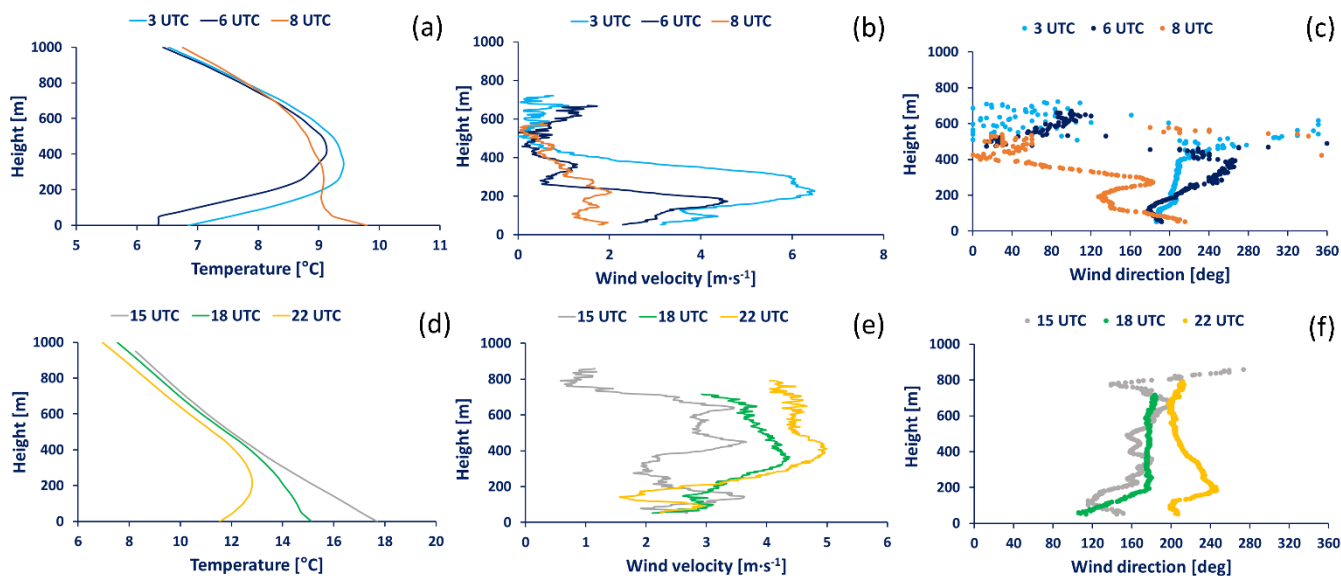 3 UTC 6 UTC 8 UTC (a)
Height [m]
1000
800
600
400
200
0
5 6 7 8 9 10 11
Temperature [°C]
3 UTC 6 UTC 8 UTC (b)
Height [m]
1000
800
600
400
200
0
0 2 4 6 8
Wind velocity [m·s⁻¹]
3 UTC 6 UTC 8 UTC (c)
Height [m]
1000
800
600
400
200
0
0 60 120 180 240 300 360
Wind direction [deg]
15 UTC 18 UTC 22 UTC (d)
Height [m]
1000
800
600
400
200
0
6 8 10 12 14 16 18 20
Temperature [°C]
15 UTC 18 UTC 22 UTC (e)
Height [m]
1000
800
600
400
200
0
0 1 2 3 4 5 6
Wind velocity [m·s⁻¹]
15 UTC 18 UTC 22 UTC (f)
Height [m]
1000
800
600
400
200
0
0 40 80 120 160 200 240 280 320 360
Wind direction [deg]